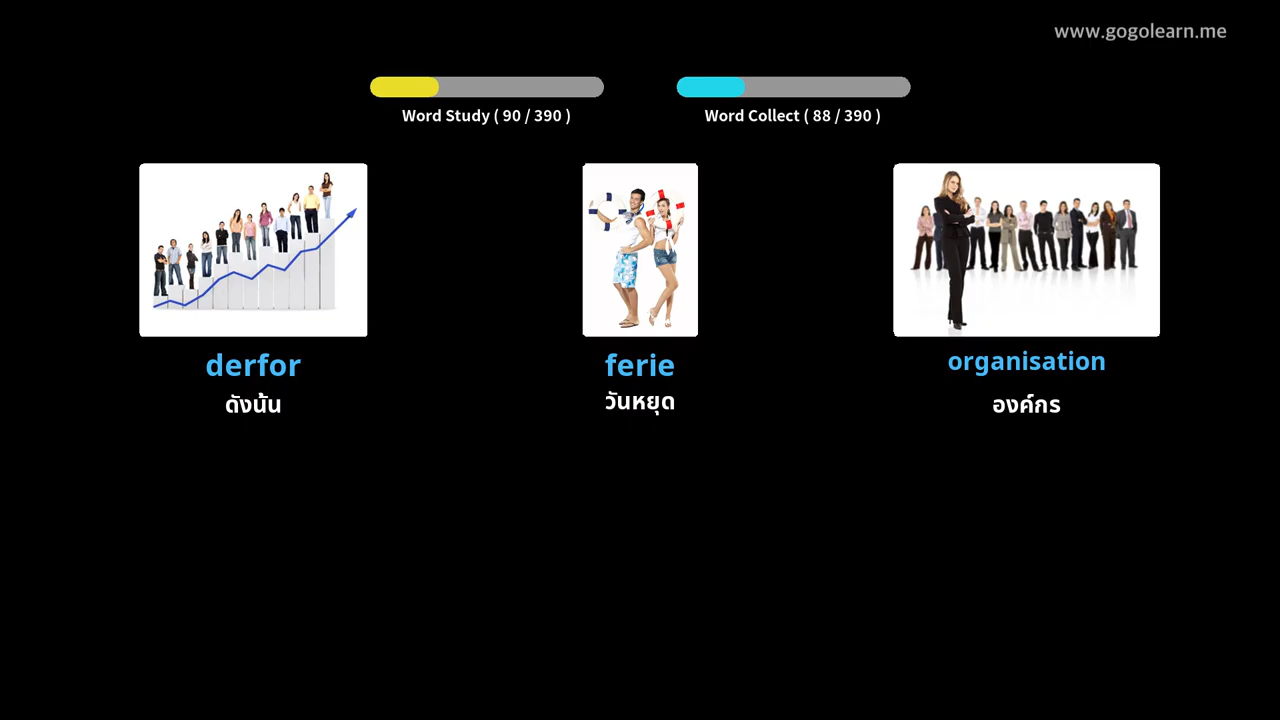 www.gogolearn.me
Word Study ( 90 / 390 )
Word Collect ( 88 / 390 )
derfor
ดังนั้น
ferie
วันหยุด
organisation
องค์กร